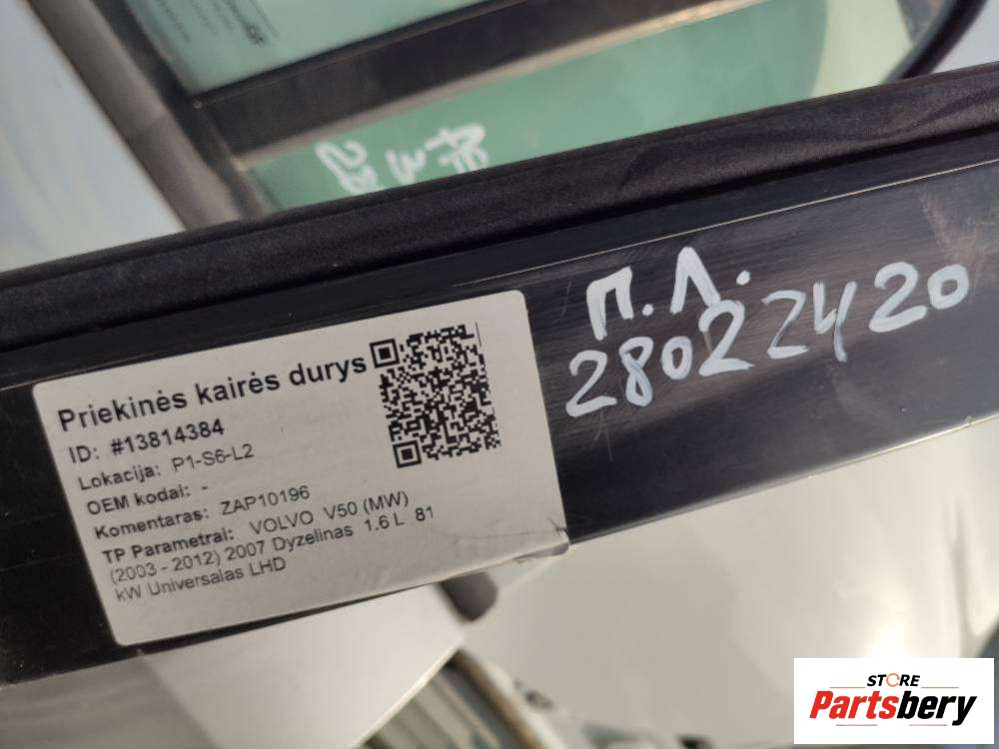 П.Л.
28022420
Priekinės kairės durys
ID: #13814384
Lokacija: P1-S6-L2
OEM kodai: -
Komentaras: ZAP10196
TP Parametrai: VOLVO V50 (MW)
(2003 - 2012) 2007 Dyzelinas 1.6 L 81
kW Universalas LHD
STORE
Partsbery